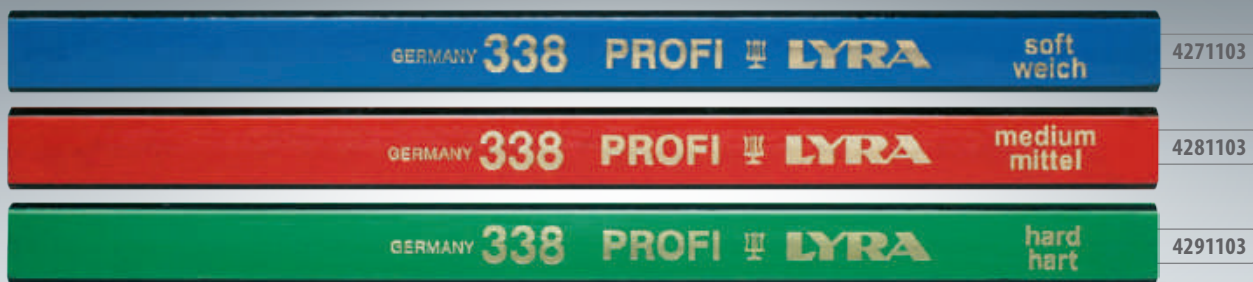 GERMANY 338 PROFI LYRA soft
weich
4271103
GERMANY 338 PROFI LYRA medium
mittel
4281103
GERMANY 338 PROFI LYRA hard
hart
4291103